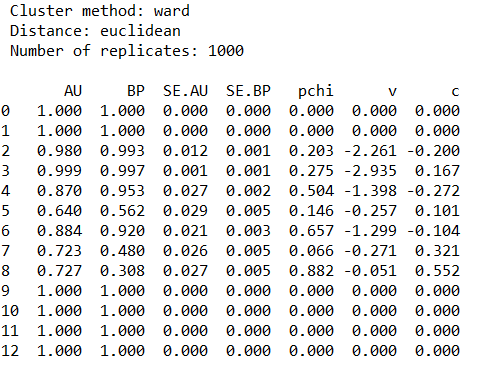 Cluster method: ward
Distance: euclidean
Number of replicates: 1000
AU BP SE.AU SE.BP pchi v c
0 1.000 1.000 0.000 0.000 0.000 0.000 0.000
1 1.000 1.000 0.000 0.000 0.000 0.000 0.000
2 0.980 0.993 0.012 0.001 0.203 -2.261 -0.200
3 0.999 0.997 0.001 0.001 0.275 -2.935 0.167
4 0.870 0.953 0.027 0.002 0.504 -1.398 -0.272
5 0.640 0.562 0.029 0.005 0.146 -0.257 0.101
6 0.884 0.920 0.021 0.003 0.657 -1.299 -0.104
7 0.723 0.480 0.026 0.005 0.066 -0.271 0.321
8 0.727 0.308 0.027 0.005 0.882 -0.051 0.552
9 1.000 1.000 0.000 0.000 0.000 0.000 0.000
10 1.000 1.000 0.000 0.000 0.000 0.000 0.000
11 1.000 1.000 0.000 0.000 0.000 0.000 0.000
12 1.000 1.000 0.000 0.000 0.000 0.000 0.000